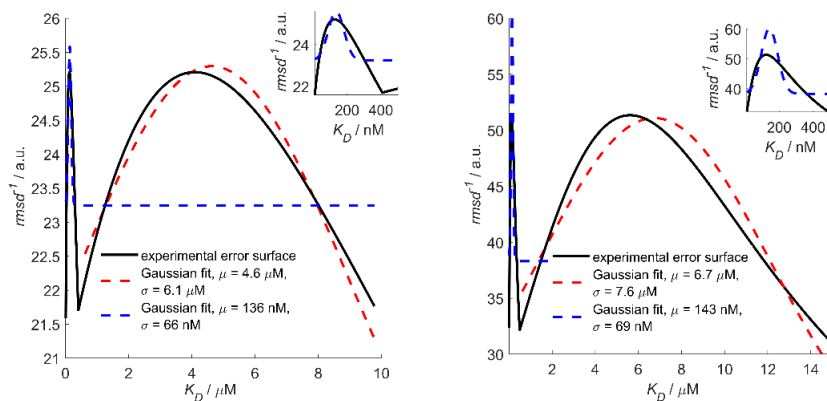 26
25.5
25
24.5
24
23.5
23
22.5
22
21.5
21
rmsd⁻¹ / a.u.
0 2 4 6 8 10
K_D / μM
experimental error surface
Gaussian fit, μ = 4.6 μM,
σ = 6.1 μM
Gaussian fit, μ = 136 nM,
σ = 66 nM
24
22
rmsd⁻¹ / a.u.
200 400
K_D / nM
60
55
50
45
40
35
30
rmsd⁻¹ / a.u.
0 2 4 6 8 10 12 14
K_D / μM
experimental error surface
Gaussian fit, μ = 6.7 μM,
σ = 7.6 μM
Gaussian fit, μ = 143 nM,
σ = 69 nM
60
50
40
rmsd⁻¹ / a.u.
200 400
K_D / nM